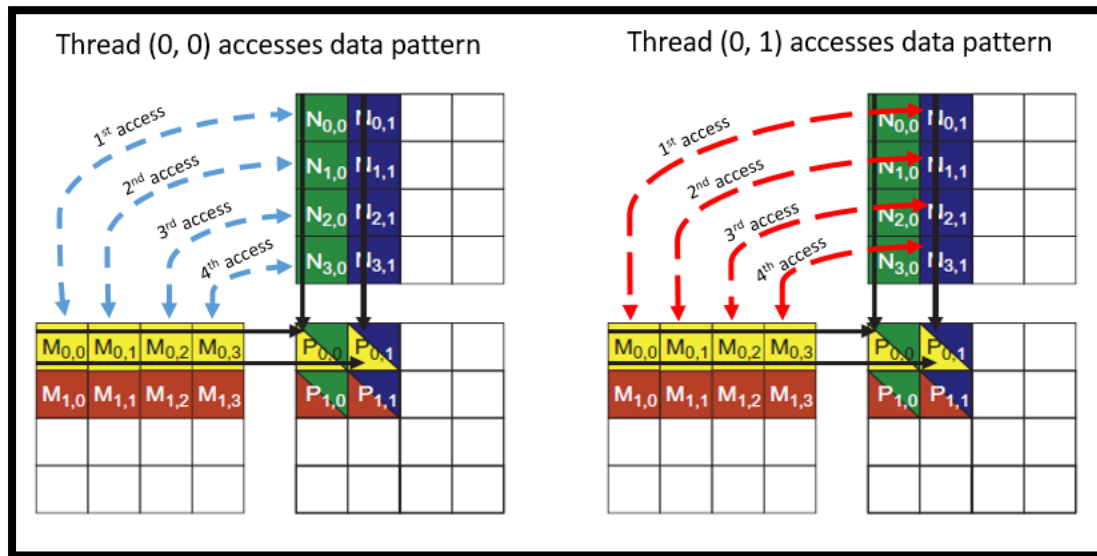 Thread (0, 0) accesses data pattern
1st access
2nd access
3rd access
4th access
N0,0 N0,1
N1,0 N1,1
N2,0 N2,1
N3,0 N3,1
M0,0 M0,1 M0,2 M0,3
M1,0 M1,1 M1,2 M1,3
P0,0 P0,1
P1,0 P1,1
Thread (0, 1) accesses data pattern
1st access
2nd access
3rd access
4th access
N0,0 N0,1
N1,0 N1,1
N2,0 N2,1
N3,0 N3,1
M0,0 M0,1 M0,2 M0,3
M1,0 M1,1 M1,2 M1,3
P0,0 P0,1
P1,0 P1,1